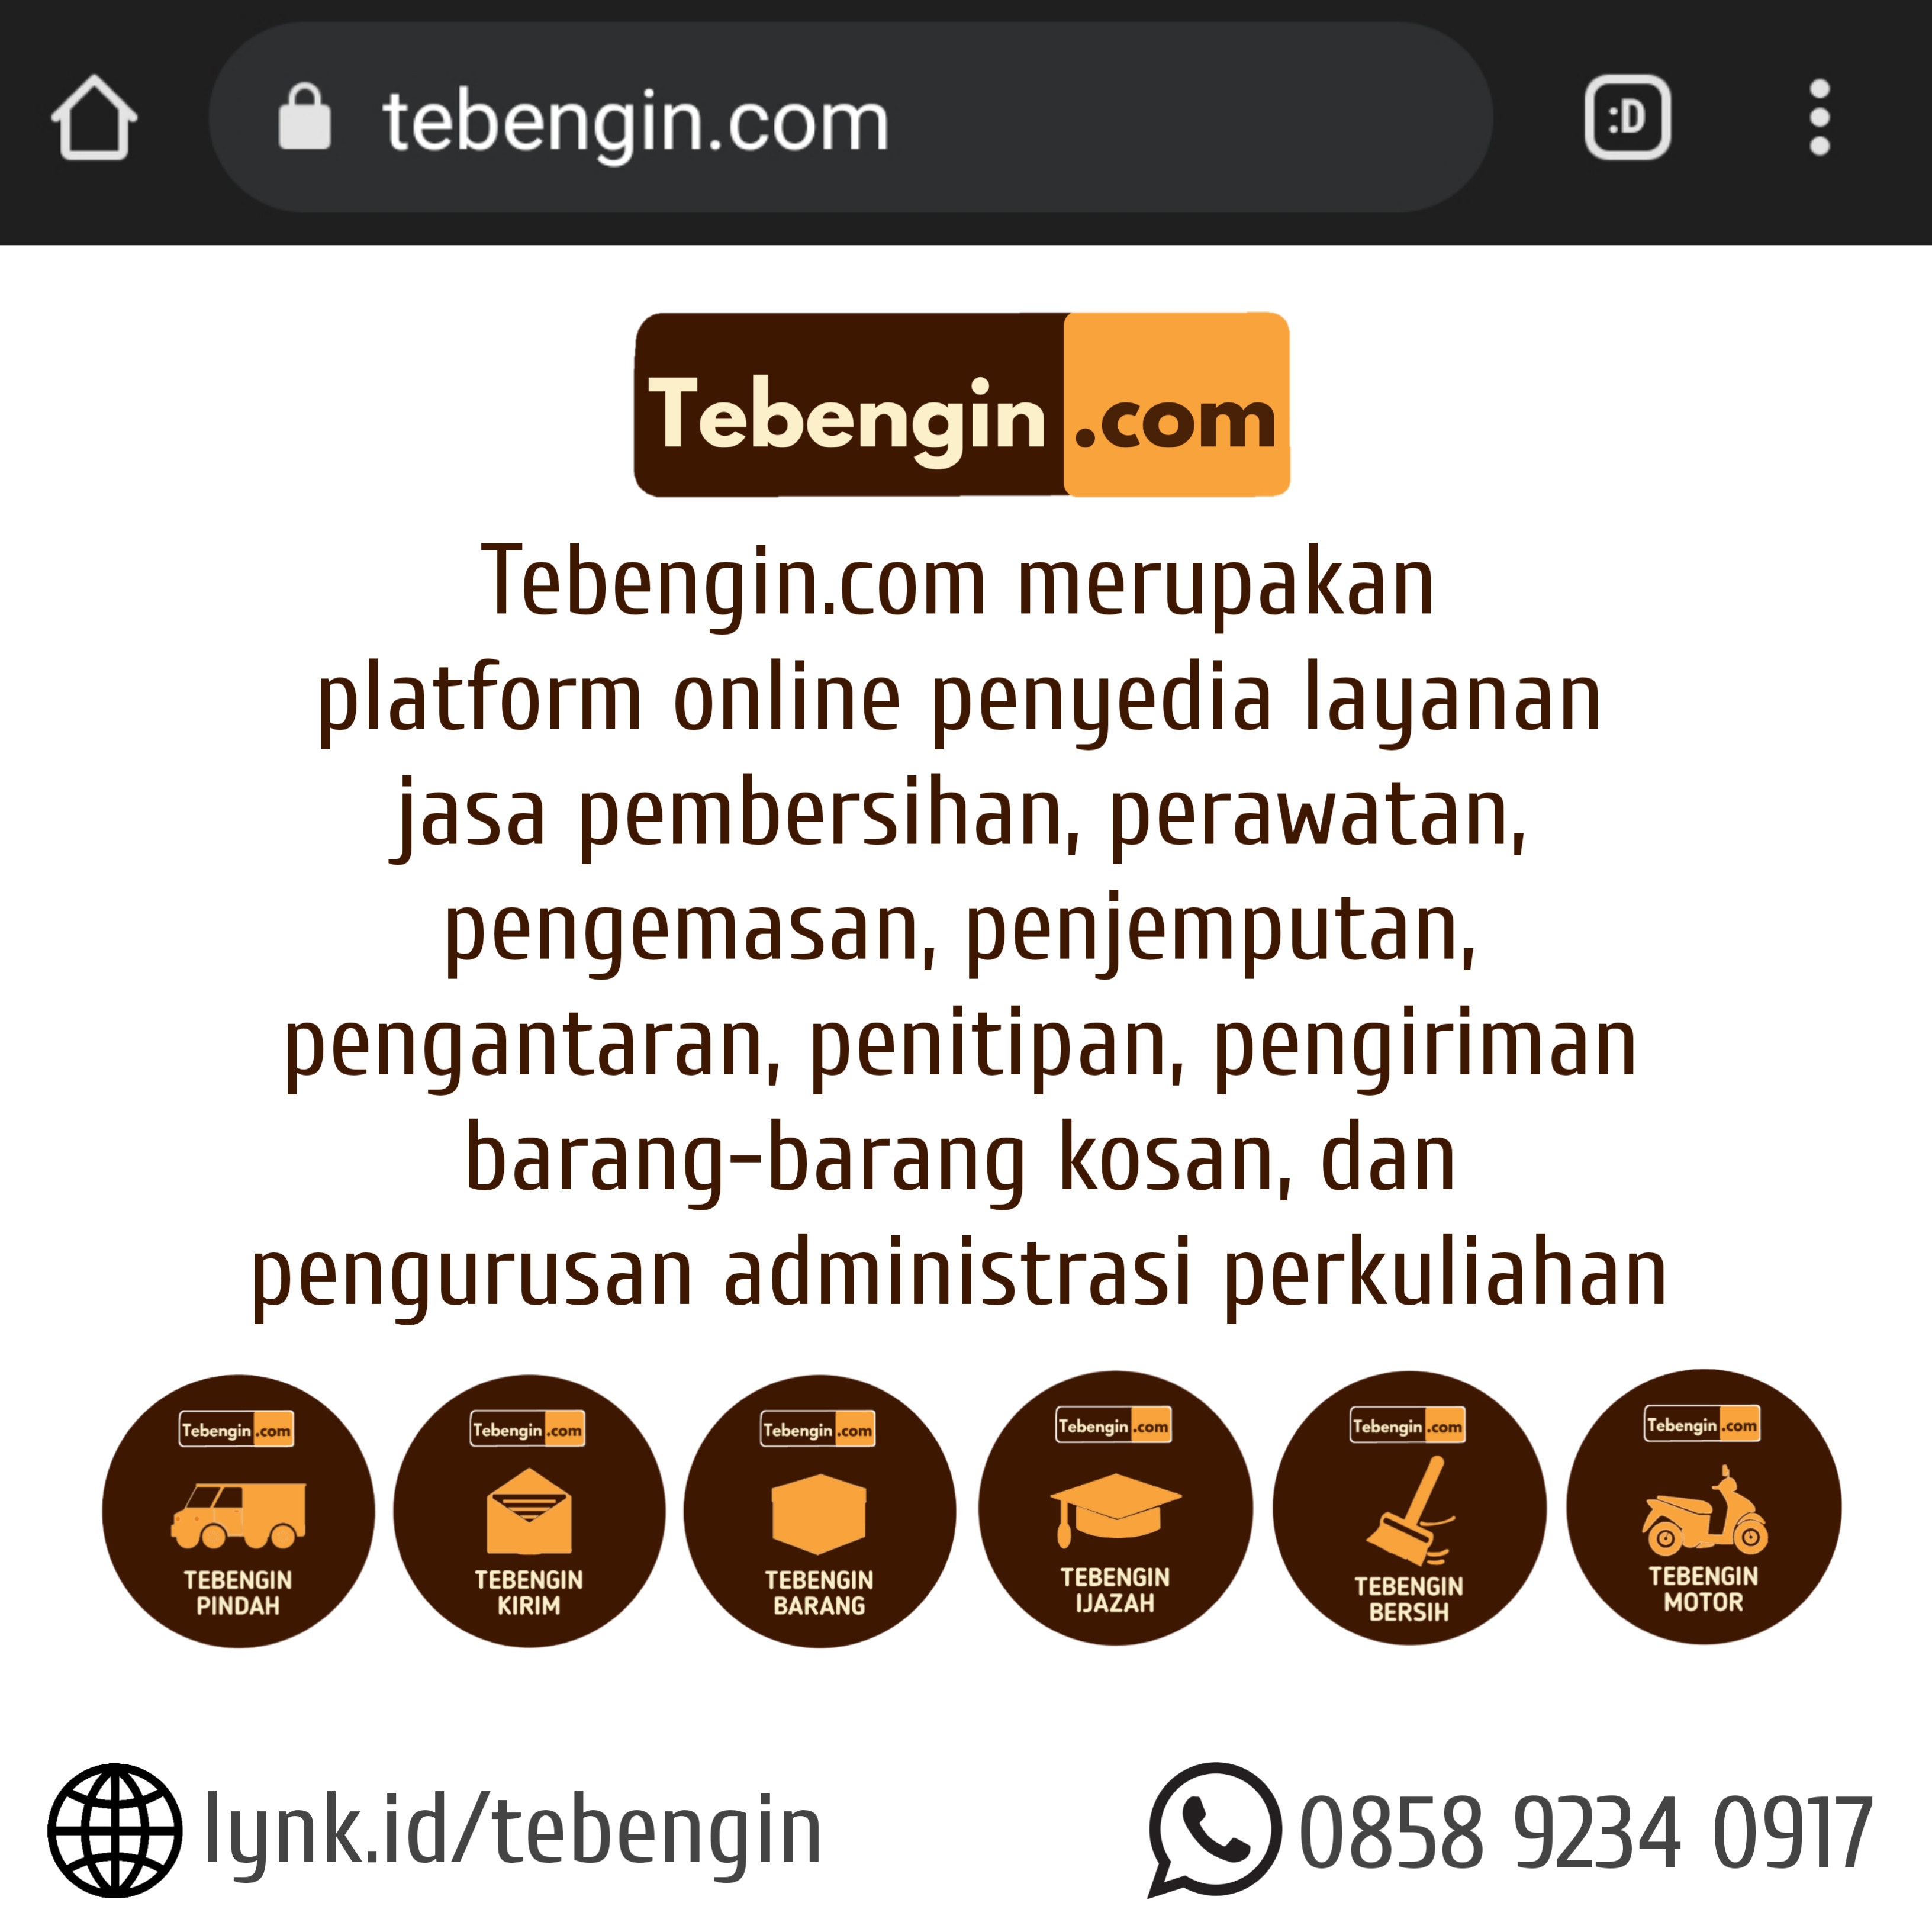 tebengin.com
:D
Tebengin.com
Tebengin.com merupakan
platform online penyedia layanan
jasa pembersihan, perawatan,
pengemasan, penjemputan,
pengantaran, penitipan, pengiriman
barang-barang kosan, dan
pengurusan administrasi perkuliahan
Tebengin.com
TEBENGIN
PINDAH
Tebengin.com
TEBENGIN
KIRIM
Tebengin.com
TEBENGIN
BARANG
Tebengin.com
TEBENGIN
IJAZAH
Tebengin.com
TEBENGIN
BERSIH
Tebengin.com
TEBENGIN
MOTOR
lynk.id/tebengin
0858 9234 0917